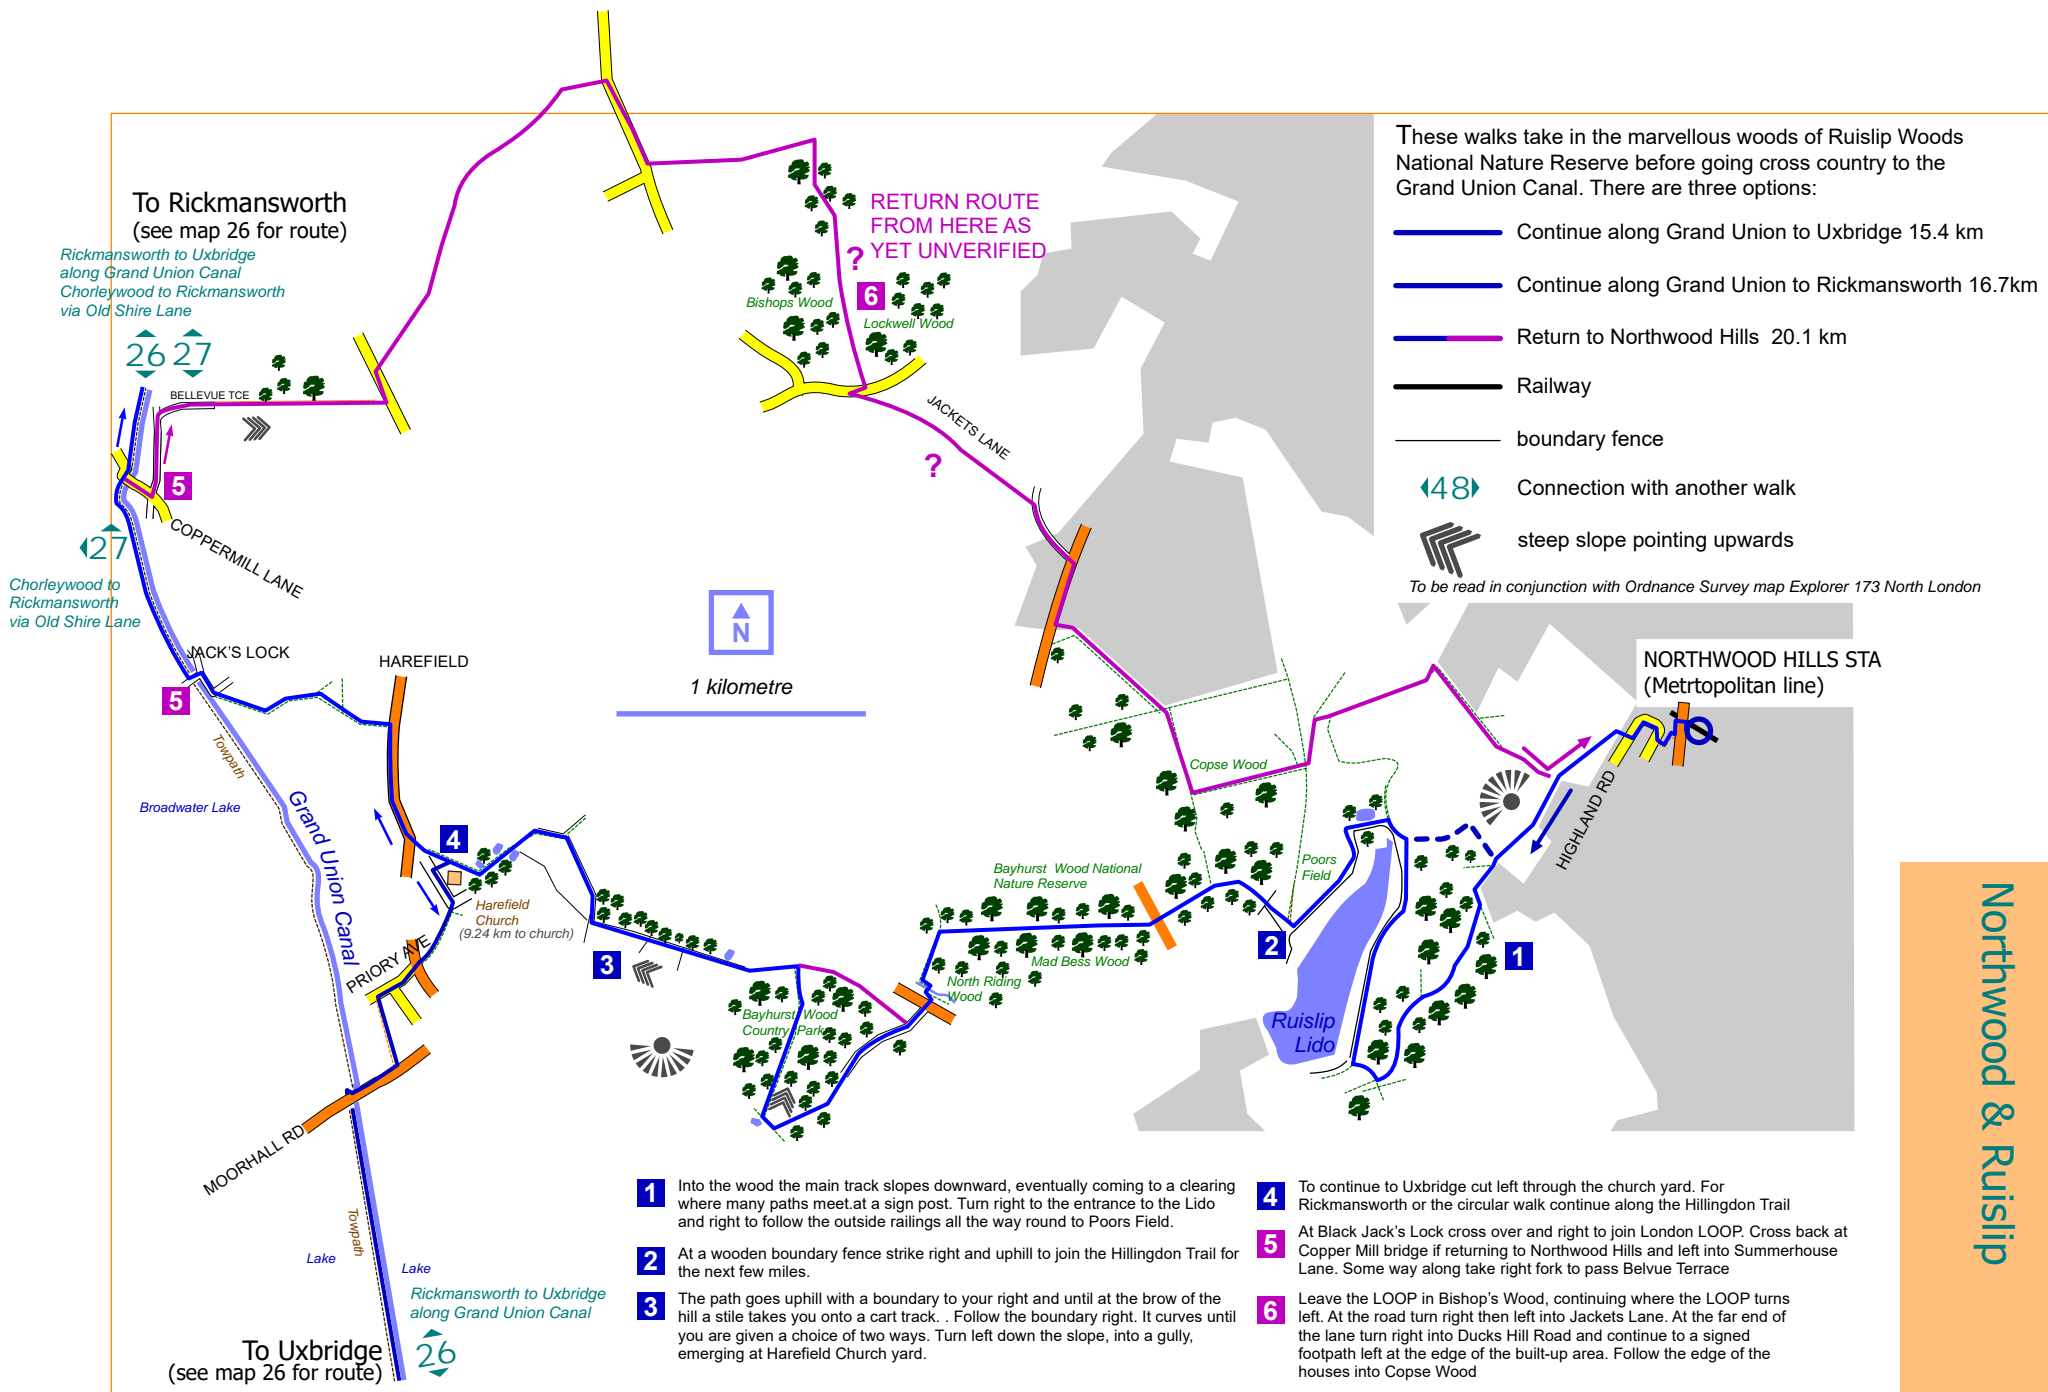 To Rickmansworth
(see map 26 for route)
Rickmansworth to Uxbridge
along Grand Union Canal
Chorleywood to Rickmansworth
via Old Shire Lane
26 27
BELLEVUE TCE
5
COPPERMILL LANE
27
Chorleywood to
Rickmansworth
via Old Shire Lane
JACK'S LOCK
5
HAREFIELD
Towpath
Broadwater Lake
Grand Union Canal
4
Harefield
Church
(9.24 km to church)
PRIORY AVE
MOORHALL RD
Towpath
Lake
Lake
Rickmansworth to Uxbridge
along Grand Union Canal
26
To Uxbridge
(see map 26 for route)
RETURN ROUTE
FROM HERE AS
YET UNVERIFIED
?
6
Bishops Wood
Lockwell Wood
JACKETS LANE
?
N
1 kilometre
Copse Wood
Poors
Field
Bayhurst Wood National
Nature Reserve
2
Mad Bess Wood
North Riding
Wood
3
Bayhurst Wood
Country Park
Ruislip
Lido
1
HIGHLAND RD
NORTHWOOD HILLS STA
(Metrtopolitan line)
These walks take in the marvellous woods of Ruislip Woods
National Nature Reserve before going cross country to the
Grand Union Canal. There are three options:
Continue along Grand Union to Uxbridge 15.4 km
Continue along Grand Union to Rickmansworth 16.7km
Return to Northwood Hills 20.1 km
Railway
boundary fence
48 Connection with another walk
steep slope pointing upwards
To be read in conjunction with Ordnance Survey map Explorer 173 North London
Northwood & Ruislip
1 Into the wood the main track slopes downward, eventually coming to a clearing
where many paths meet.at a sign post. Turn right to the entrance to the Lido
and right to follow the outside railings all the way round to Poors Field.
2 At a wooden boundary fence strike right and uphill to join the Hillingdon Trail for
the next few miles.
3 The path goes uphill with a boundary to your right and until at the brow of the
hill a stile takes you onto a cart track. . Follow the boundary right. It curves until
you are given a choice of two ways. Turn left down the slope, into a gully,
emerging at Harefield Church yard.
4 To continue to Uxbridge cut left through the church yard. For
Rickmansworth or the circular walk continue along the Hillingdon Trail
5 At Black Jack's Lock cross over and right to join London LOOP. Cross back at
Copper Mill bridge if returning to Northwood Hills and left into Summerhouse
Lane. Some way along take right fork to pass Belvue Terrace
6 Leave the LOOP in Bishop's Wood, continuing where the LOOP turns
left. At the road turn right then left into Jackets Lane. At the far end of
the lane turn right into Ducks Hill Road and continue to a signed
footpath left at the edge of the built-up area. Follow the edge of the
houses into Copse Wood